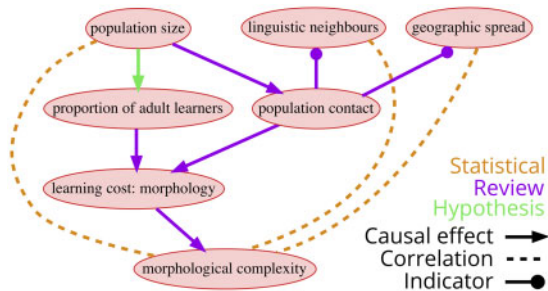 population size
linguistic neighbours
geographic spread
proportion of adult learners
population contact
learning cost: morphology
morphological complexity
Statistical
Review
Hypothesis
Causal effect
Correlation
Indicator